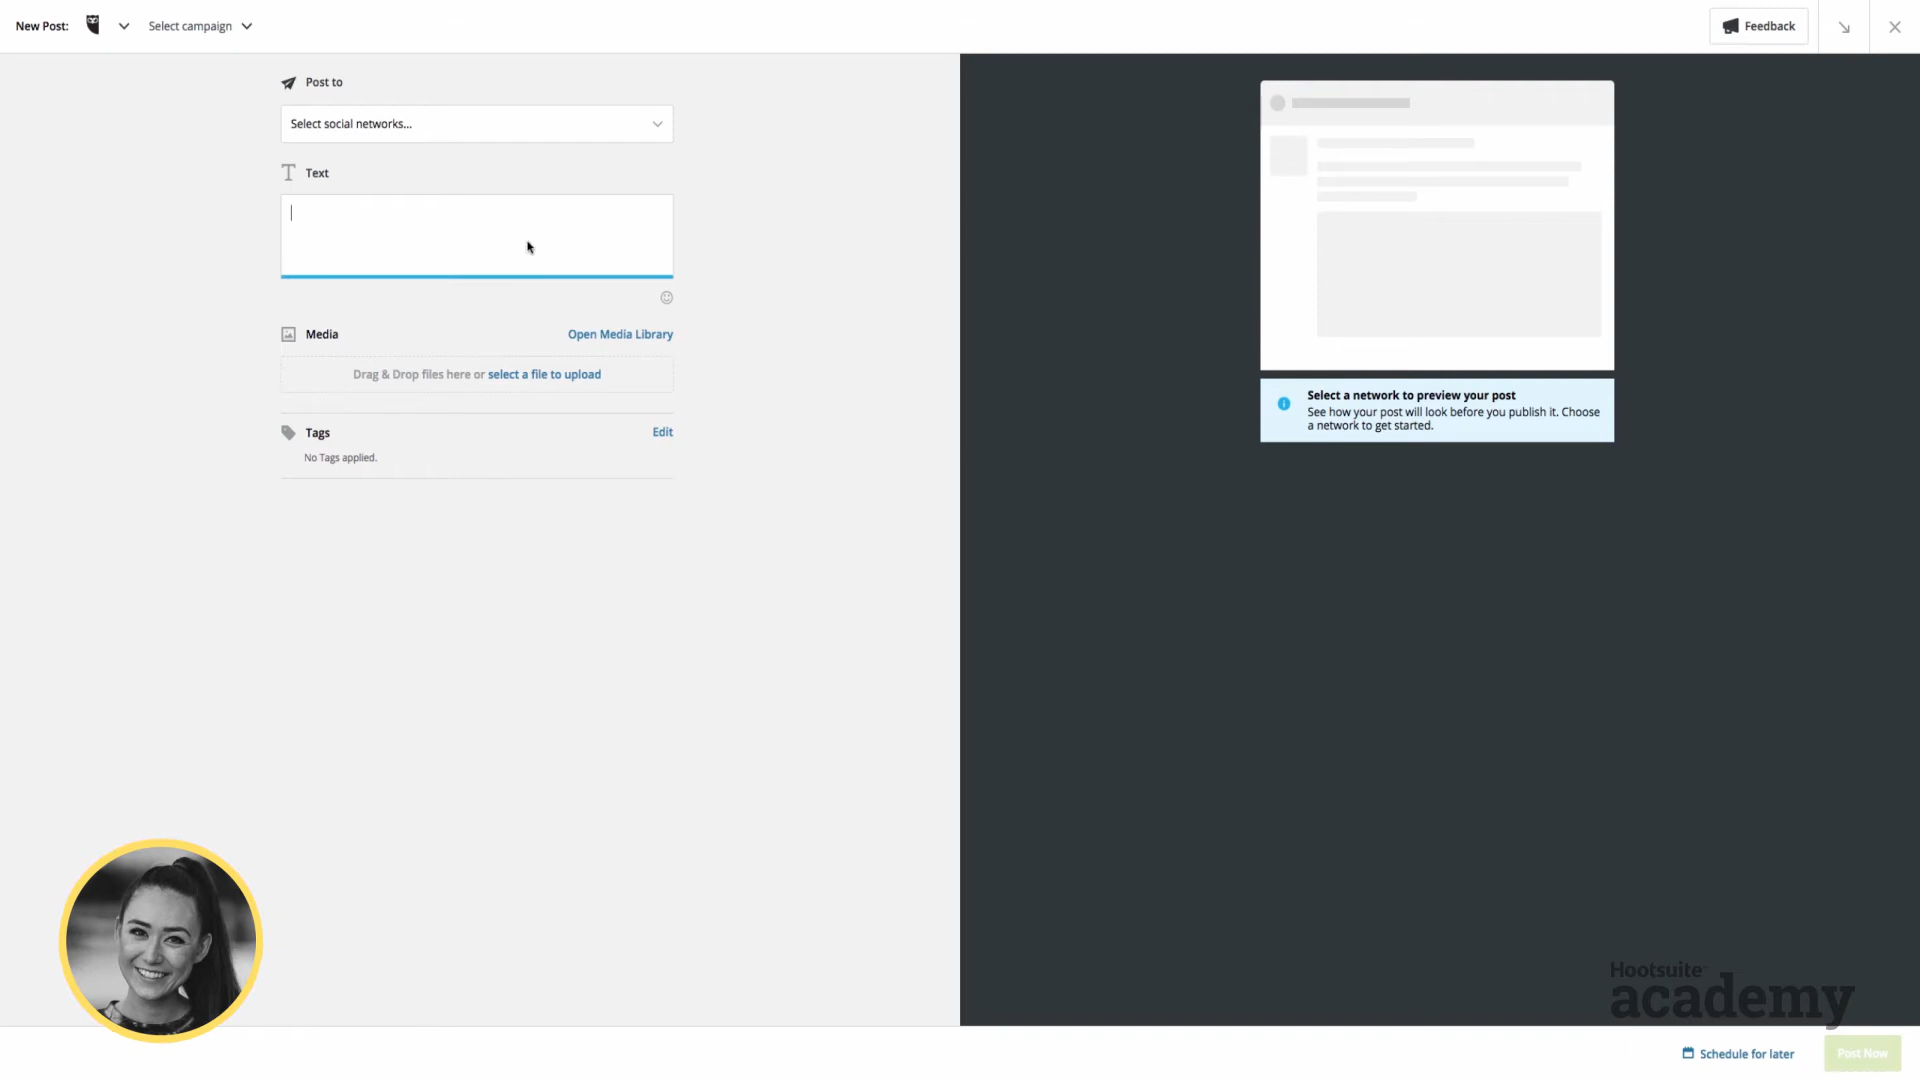 New Post:
Select campaign
Feedback
Post to
Select social networks...
Text
Media
Open Media Library
Drag & Drop files here or select a file to upload
Tags
Edit
No Tags applied.
Select a network to preview your post
See how your post will look before you publish it. Choose
a network to get started.
Hootsuite
academy
Schedule for later
Post Now